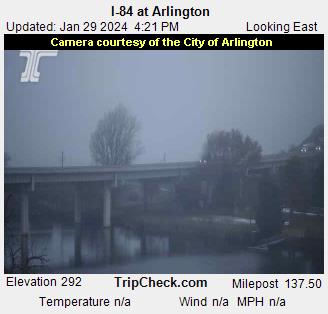 I-84 at Arlington
Updated: Jan 29 2024 4:21 PM Looking East
Camera courtesy of the City of Arlington
Elevation 292 TripCheck.com Milepost 137.50
Temperature n/a Wind n/a MPH n/a